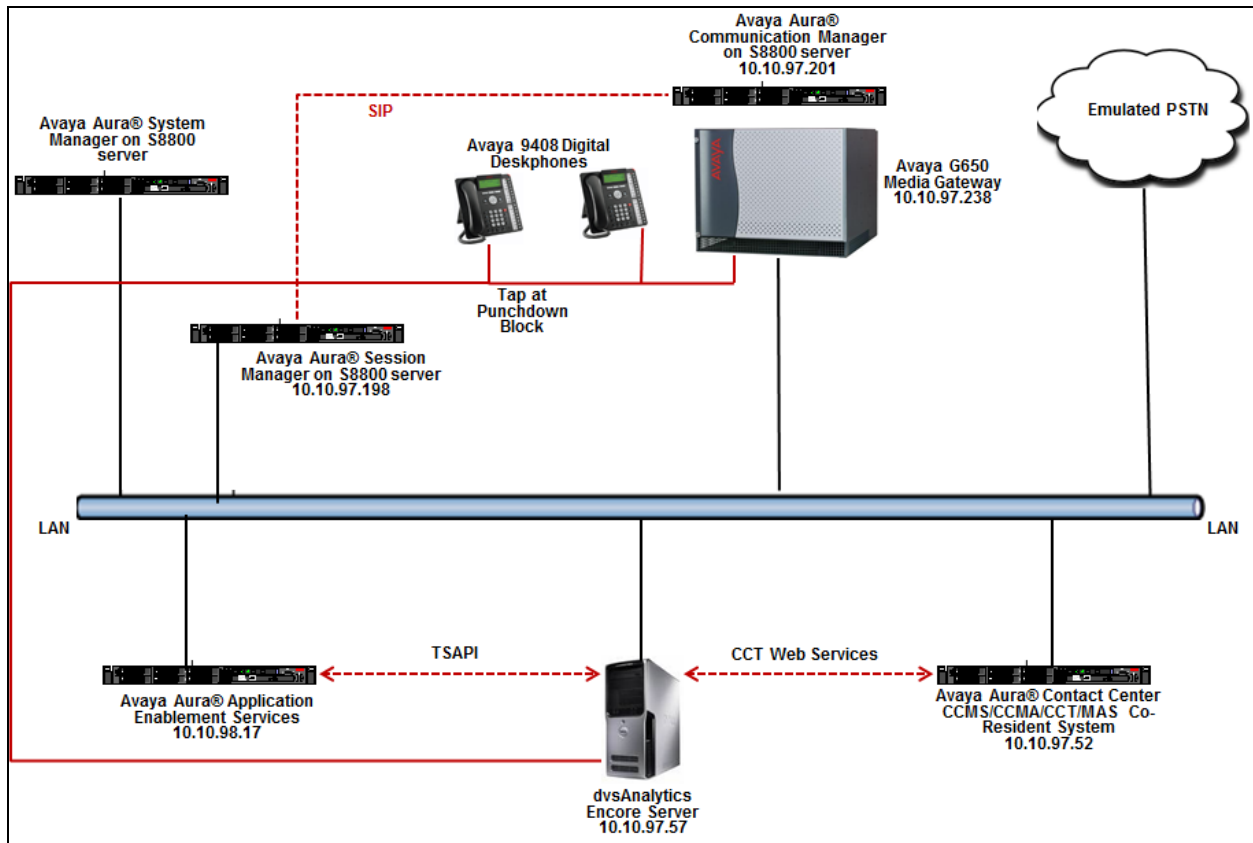 Avaya Aura®
Communication Manager
on S8800 server
10.10.97.201
SIP
Emulated PSTN
Avaya Aura® System
Manager on S8800
server
Avaya 9408 Digital
Deskphones
AVAYA
Avaya G650
Media Gateway
10.10.97.238
Tap at
Punchdown
Block
Avaya Aura® Session
Manager on S8800 server
10.10.97.198
LAN
LAN
TSAPI
CCT Web Services
Avaya Aura® Application
Enablement Services
10.10.98.17
Avaya Aura® Contact Center
CCMS/CCMA/CCT/MAS Co-
Resident System
10.10.97.52
dvsAnalytics
Encore Server
10.10.97.57